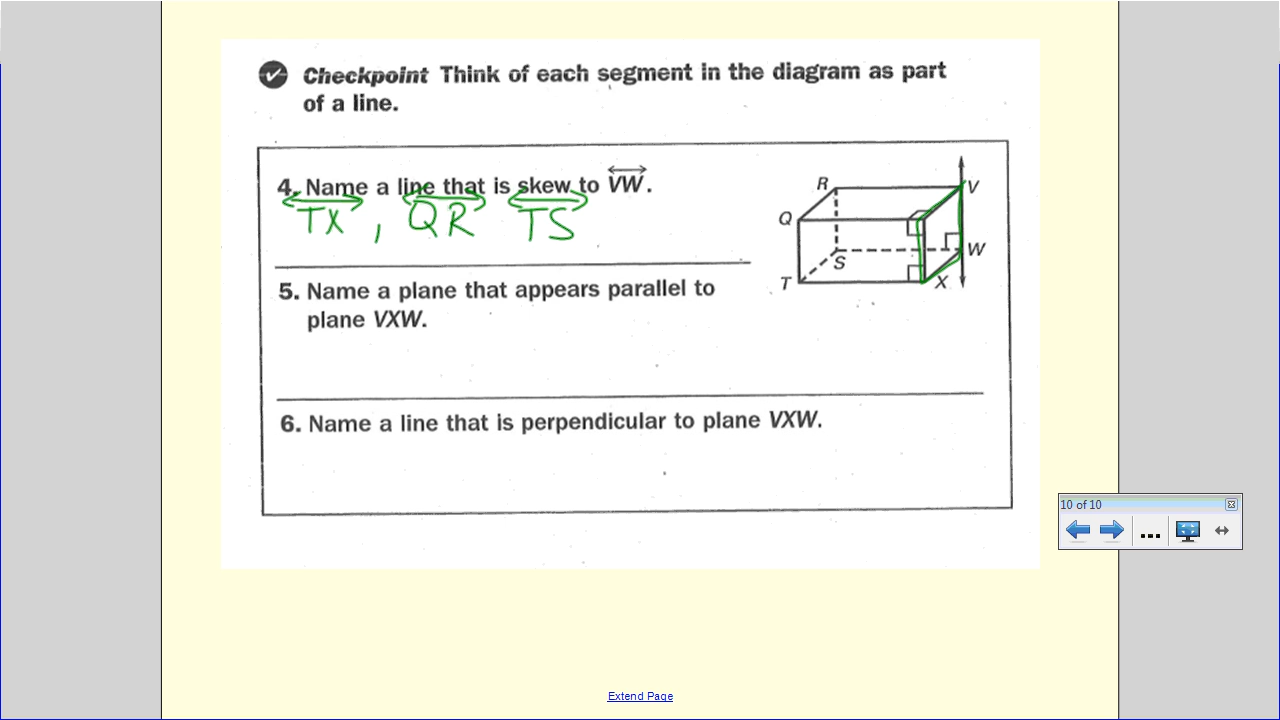 Checkpoint Think of each segment in the diagram as part
of a line.
4. Name a line that is skew to VW.
TX , QR TS
R
V
Q
S
W
T
X
5. Name a plane that appears parallel to
plane VXW.
6. Name a line that is perpendicular to plane VXW.
10 of 10
...
Extend Page